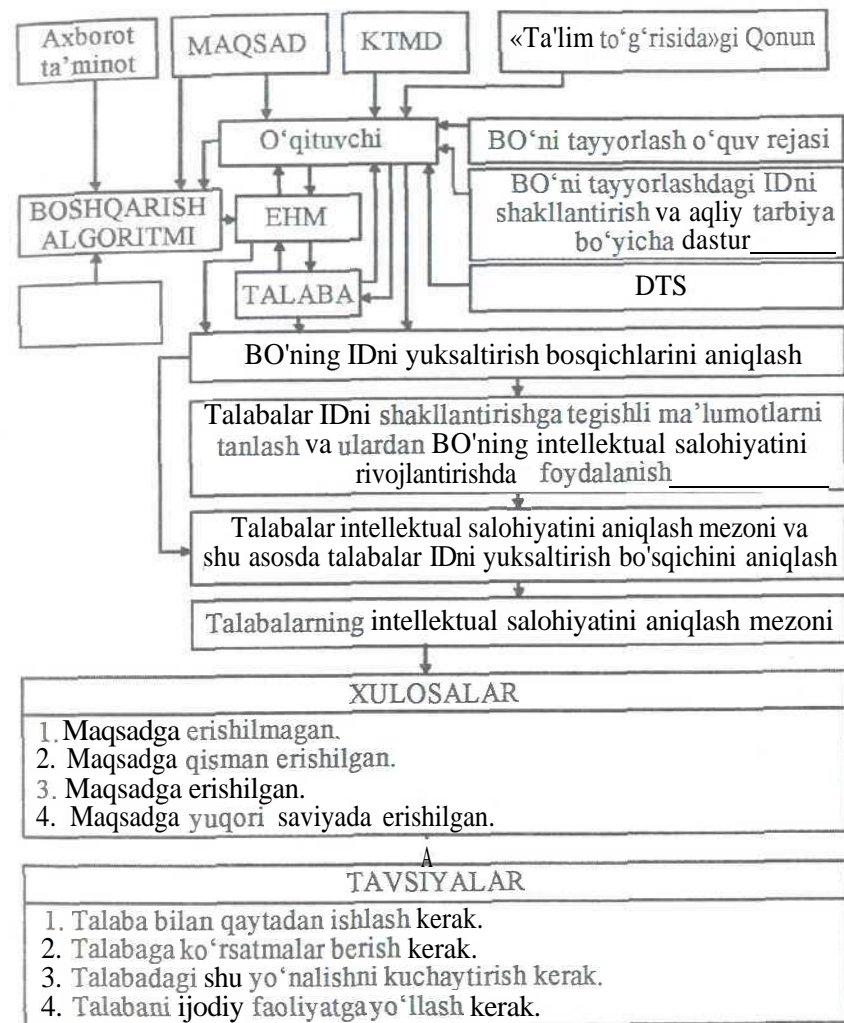 Axborot
ta’minot
MAQSAD
KTMD
«Ta'lim to‘g‘risida»gi Qonun
O‘qituvchi
BO‘ni tayyorlash o‘quv rejasi
BO‘ni tayyorlashdagi IDni
shakllantirish va aqliy tarbiya
bo‘yicha dastur
BOSHQARISH
ALGORITMI
EHM
TALABA
DTS
BO'ning IDni yuksaltirish bosqichlarini aniqlash
Talabalar IDni shakllantirishga tegishli ma’lumotlarni
tanlash va ulardan BO'ning intellektual salohiyatini
rivojlantirishda foydalanish
Talabalar intellektual salohiyatini aniqlash mezoni va
shu asosda talabalar IDni yuksaltirish bo'sqichini aniqlash
Talabalarning intellektual salohiyatini aniqlash mezoni
XULOSALAR
1. Maqsadga erishilmagan.
2. Maqsadga qisman erishilgan.
3. Maqsadga erishilgan.
4. Maqsadga yuqori saviyada erishilgan.
TAVSIYALAR
1. Talaba bilan qaytadan ishlash kerak.
2. Talabaga ko‘rsatmalar berish kerak.
3. Talabadagi shu yo‘nalishni kuchaytirish kerak.
4. Talabani ijodiy faoliyatga yo‘llash kerak.